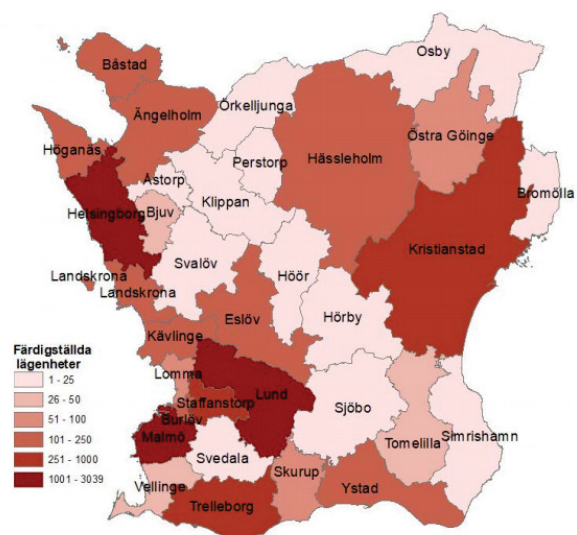 Osby
Båstad
Örkelljunga
Ängelholm
Östra Göinge
Höganäs
Perstorp
Hässleholm
Åstorp
Bromölla
Klippan
Helsingborg
Bjuv
Kristianstad
Svalöv
Höör
Landskrona
Landskrona
Hörby
Eslöv
Kävlinge
Färdigställda
lägenheter
1 - 25
26 - 50
51 - 100
101 - 250
251 - 1000
1001 - 3039
Lomma
Lund
Staffanstorp
Sjöbo
Burlöv
Malmö
Simrishamn
Tomelilla
Svedala
Skurup
Vellinge
Ystad
Trelleborg